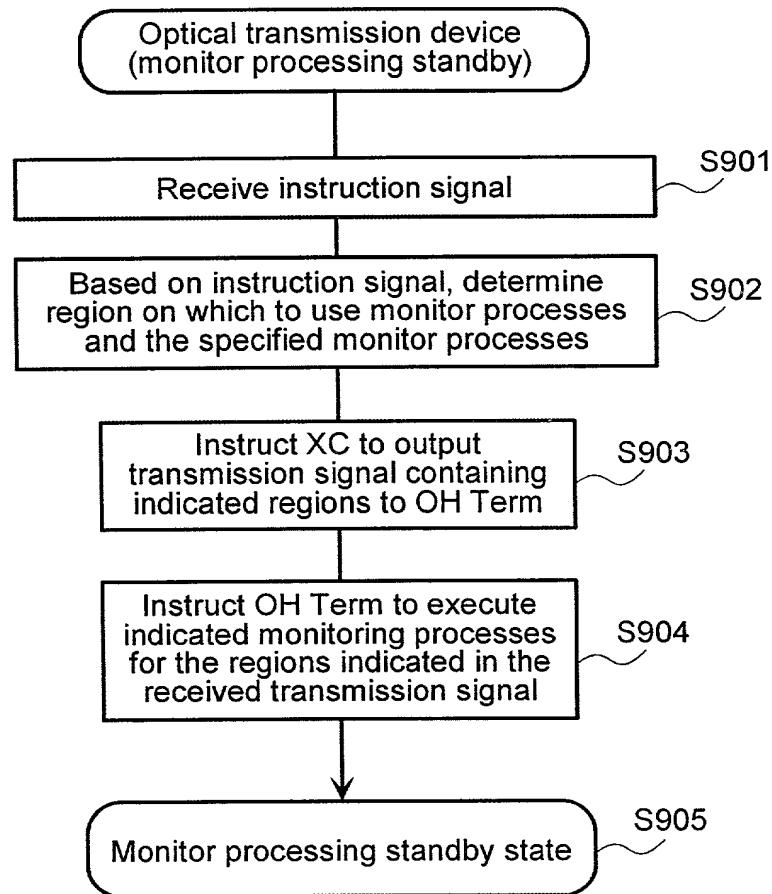 Optical transmission device
(monitor processing standby)
S901
Receive instruction signal
S902
Based on instruction signal, determine
region on which to use monitor processes
and the specified monitor processes
S903
Instruct XC to output
transmission signal containing
indicated regions to OH Term
S904
Instruct OH Term to execute
indicated monitoring processes
for the regions indicated in the
received transmission signal
S905
Monitor processing standby state